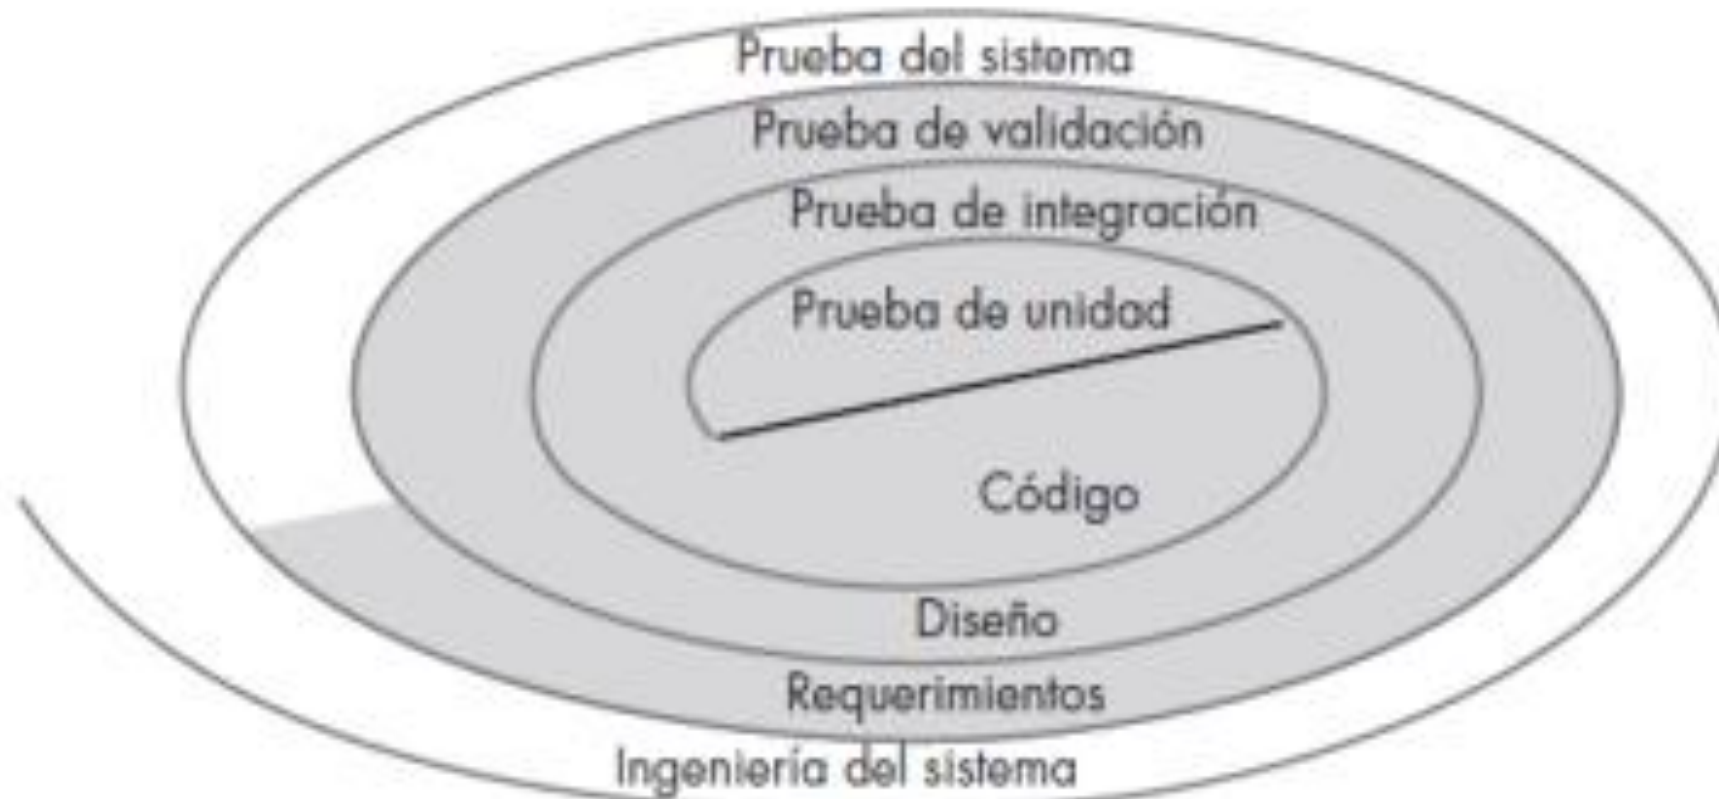 Prueba del sistema
Prueba de validación
Prueba de integración
Prueba de unidad
Código
Diseño
Requerimientos
Ingeniería del sistema